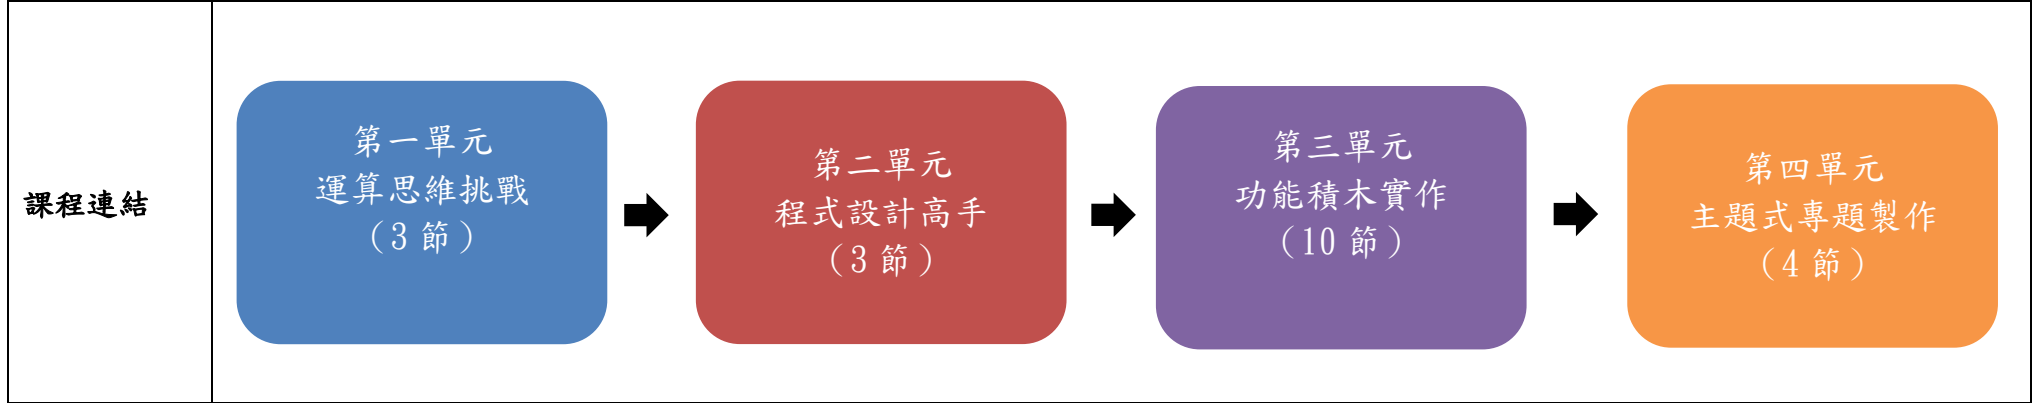 課程連結
第一單元
運算思維挑戰
（3 節）
第二單元
程式設計高手
（3 節）
第三單元
功能積木實作
（10 節）
第四單元
主題式專題製作
（4 節）